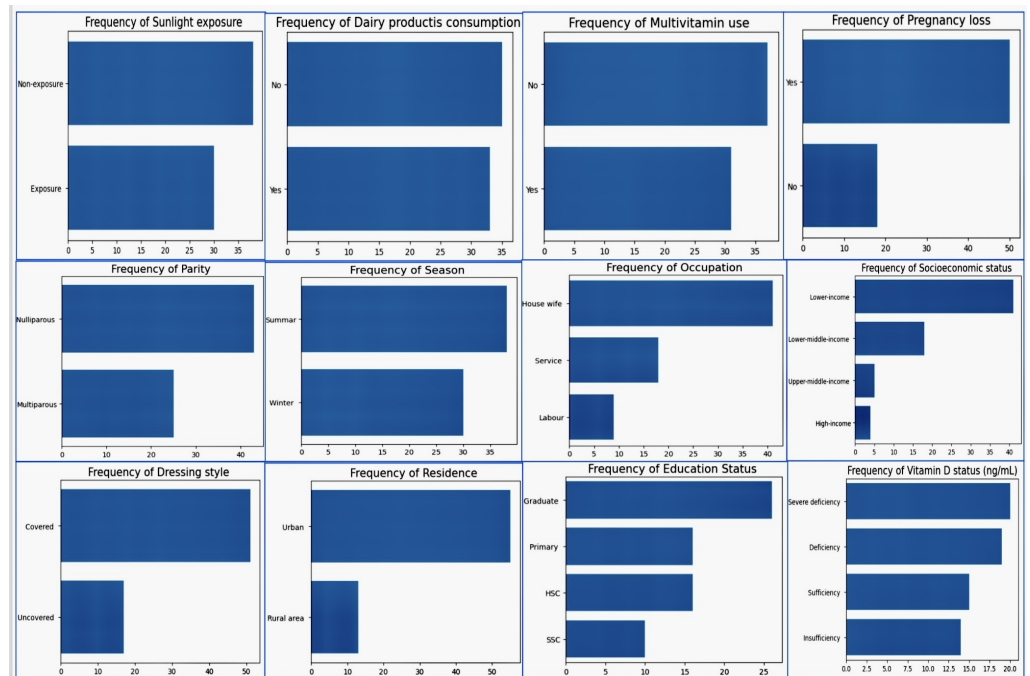 Frequency of Sunlight exposure
Non-exposure
Exposure
0 5 10 15 20 25 30 35
Frequency of Dairy productis consumption
No
Yes
0 5 10 15 20 25 30 35
Frequency of Multivitamin use
No
Yes
0 5 10 15 20 25 30 35
Frequency of Pregnancy loss
Yes
No
0 10 20 30 40 50
Frequency of Parity
Nulliparous
Multiparous
0 10 20 30 40
Frequency of Season
Summar
Winter
0 5 10 15 20 25 30 35
Frequency of Occupation
House wife
Service
Labour
0 5 10 15 20 25 30 35 40
Frequency of Socioeconomic status
Lower-income
Lower-middle-income
Upper-middle-income
High-income
0 5 10 15 20 25 30 35 40
Frequency of Dressing style
Covered
Uncovered
0 10 20 30 40 50
Frequency of Residence
Urban
Rural area
0 10 20 30 40 50
Frequency of Education Status
Graduate
Primary
HSC
SSC
0 5 10 15 20 25
Frequency of Vitamin D status (ng/mL)
Severe deficiency
Deficiency
Sufficiency
Insufficiency
0.0 2.5 5.0 7.5 10.0 12.5 15.0 17.5 20.0